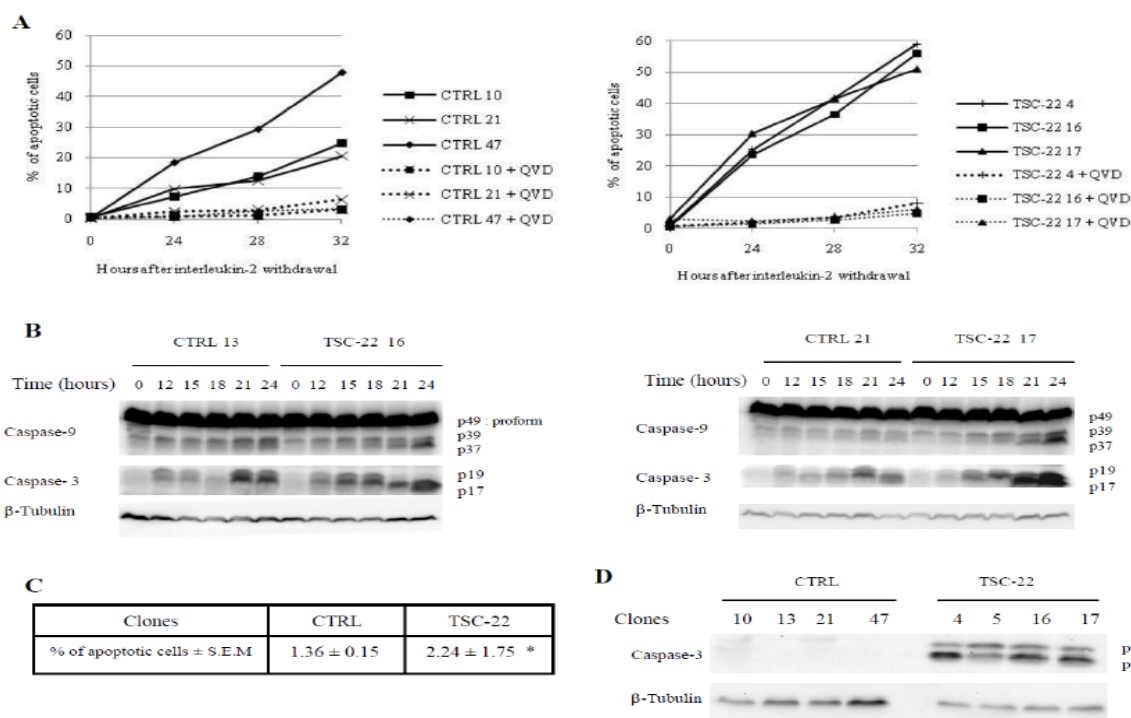 A
% of apoptotic cells
60
50
40
30
20
10
0
0 24 28 32
Hours after interleukin-2 withdrawal
CTRL 10
CTRL 21
CTRL 47
CTRL 10 + QVD
CTRL 21 + QVD
CTRL 47 + QVD
% of apoptotic cells
60
50
40
30
20
10
0
0 24 28 32
Hours after interleukin-2 withdrawal
TSC-22 4
TSC-22 16
TSC-22 17
TSC-22 4 + QVD
TSC-22 16 + QVD
TSC-22 17 + QVD
B
CTRL 13 TSC-22 16
Time (hours) 0 12 15 18 21 24 0 12 15 18 21 24
Caspase-9
p49 : proform
p39
p37
Caspase- 3
p19
p17
β-Tubulin
CTRL 21 TSC-22 17
Time (hours) 0 12 15 18 21 24 0 12 15 18 21 24
Caspase-9
p49
p39
p37
Caspase- 3
p19
p17
β-Tubulin
C
Clones CTRL TSC-22
% of apoptotic cells ± S.E.M 1.36 ± 0.15 2.24 ± 1.75 *
D
CTRL TSC-22
Clones 10 13 21 47 4 5 16 17
Caspase-3
p
p
β-Tubulin